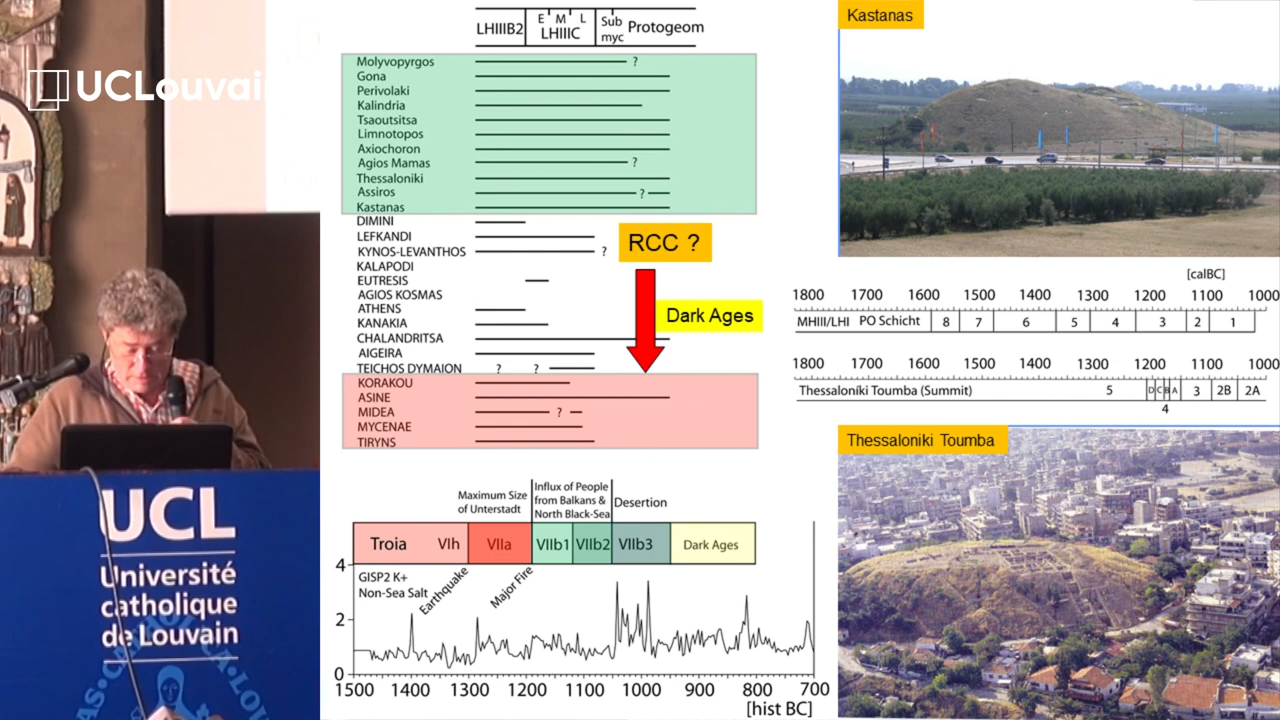 UCLouvain
UCL
Université
catholique
de Louvain
LHIIIB2
E M L
LHIIIC
Sub
myc
Protogeom
Molyvopyrgos ?
Gona
Perivolaki
Kalindria
Tsaoutsitsa
Limnotopos
Axiochoron
Agios Mamas ?
Thessaloniki
Assiros ?
Kastanas
DIMINI
LEFKANDI
KYNOS-LEVANTHOS ?
KALAPODI
EUTRESIS
AGIOS KOSMAS
ATHENS
KANAKIA
CHALANDRITSA
AIGEIRA
TEICHOS DYMAION ? ?
KORAKOU
ASINE
MIDEA ?
MYCENAE
TIRYNS
RCC ?
Dark Ages
Maximum Size
of Unterstadt
Influx of People
from Balkans &
North Black-Sea
Desertion
Troia VIh VIIa VIIb1 VIIb2 VIIb3 Dark Ages
GISP2 K+
Non-Sea Salt
Earthquake
Major Fire
4
2
0
1500 1400 1300 1200 1100 1000 900 800 700
[hist BC]
Kastanas
[calBC]
1800 1700 1600 1500 1400 1300 1200 1100 1000
MHIII/LHI PO Schicht 8 7 6 5 4 3 2 1
1800 1700 1600 1500 1400 1300 1200 1100 1000
Thessaloníki Toumba (Summit) 5 D C B A 3 2B 2A
4
Thessaloniki Toumba